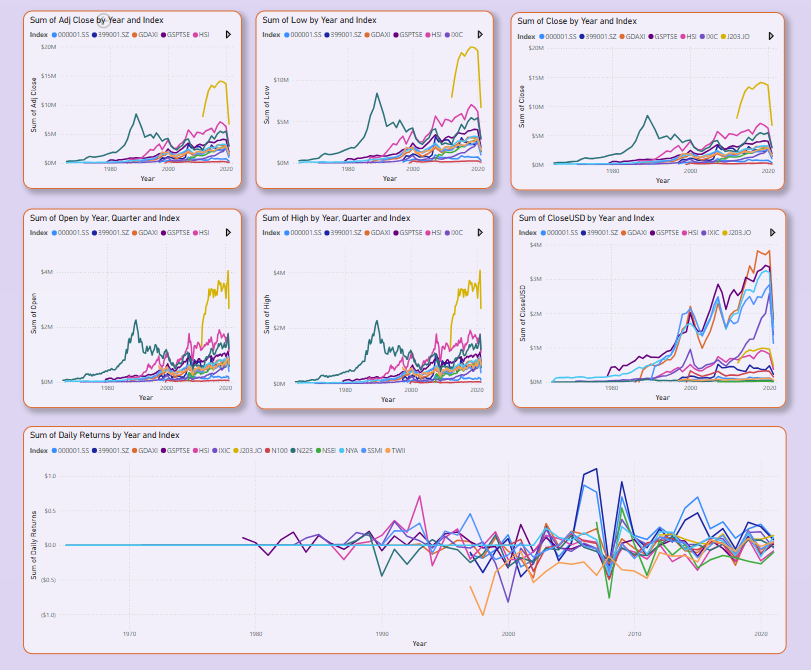 Sum of Adj Close by Year and Index
Index 000001.SS 399001.SZ GDAXI GSPTSE HSI
$20M
$15M
$10M
$5M
$0M
Sum of Adj Close
1980 2000 2020
Year
Sum of Low by Year and Index
Index 000001.SS 399001.SZ GDAXI GSPTSE HSI IXIC
$10M
$5M
$0M
Sum of Low
1980 2000 2020
Year
Sum of Close by Year and Index
Index 000001.SS 399001.SZ GDAXI GSPTSE HSI IXIC J203.JO
$20M
$15M
$10M
$5M
$0M
Sum of Close
1980 2000 2020
Year
Sum of Open by Year, Quarter and Index
Index 000001.SS 399001.SZ GDAXI GSPTSE HSI
$4M
$2M
$0M
Sum of Open
1980 2000 2020
Year
Sum of High by Year, Quarter and Index
Index 000001.SS 399001.SZ GDAXI GSPTSE HSI IXIC
$4M
$2M
$0M
Sum of High
1980 2000 2020
Year
Sum of CloseUSD by Year and Index
Index 000001.SS 399001.SZ GDAXI GSPTSE HSI IXIC J203.JO
$4M
$3M
$2M
$1M
$0M
Sum of CloseUSD
1980 2000 2020
Year
Sum of Daily Returns by Year and Index
Index 000001.SS 399001.SZ GDAXI GSPTSE HSI IXIC J203.JO N100 N225 NSEI NYA SSMI TWII
$1.0
$0.5
$0.0
($0.5)
($1.0)
Sum of Daily Returns
1970 1980 1990 2000 2010 2020
Year